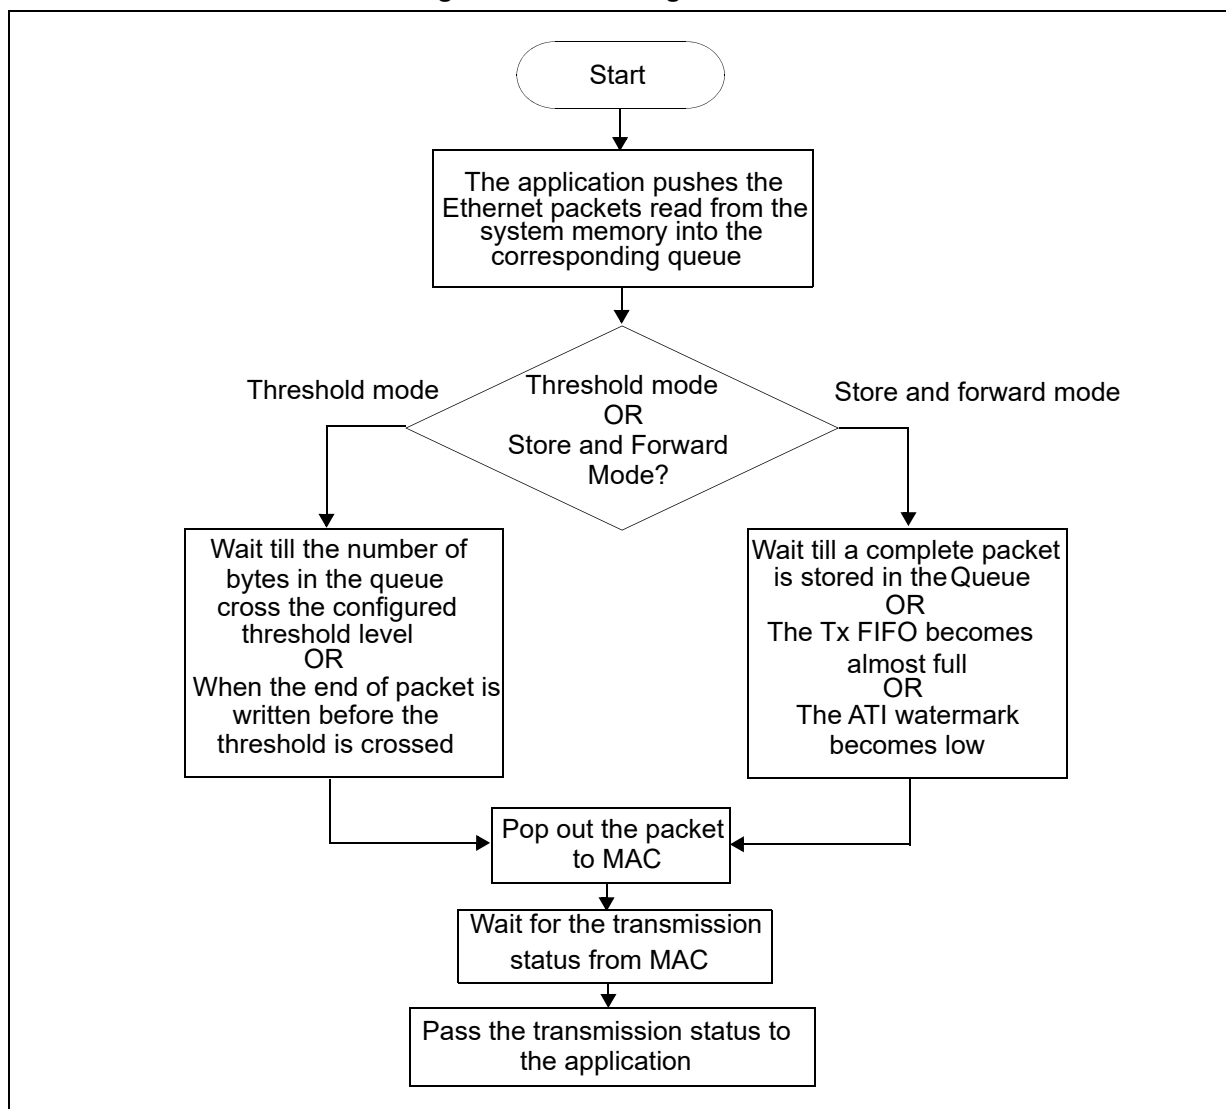 Start
The application pushes the
Ethernet packets read from the
system memory into the
corresponding queue
Threshold mode
Threshold mode
OR
Store and Forward
Mode?
Store and forward mode
Wait till the number of
bytes in the queue
cross the configured
threshold level
OR
When the end of packet is
written before the
threshold is crossed
Wait till a complete packet
is stored in the Queue
OR
The Tx FIFO becomes
almost full
OR
The ATI watermark
becomes low
Pop out the packet
to MAC
Wait for the transmission
status from MAC
Pass the transmission status to
the application